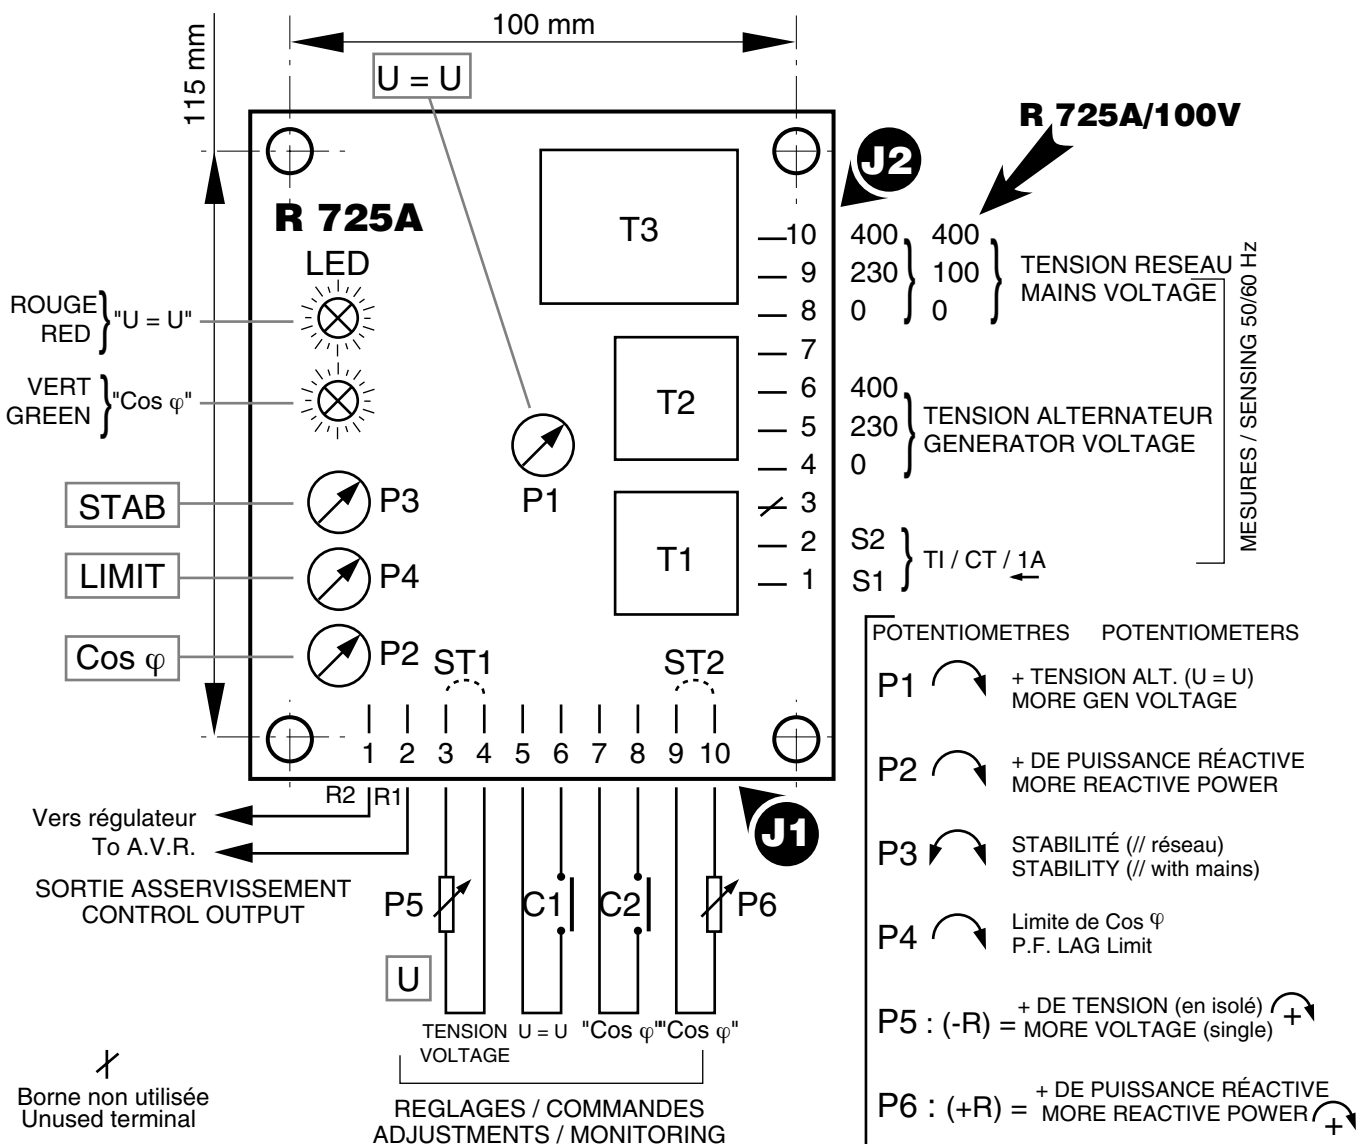 100 mm
115 mm
U = U
R 725A/100V
J2
R 725A
LED
T3
10 400 400
9 230 100
8 0 0
TENSION RESEAU
MAINS VOLTAGE
ROUGE
RED
"U = U"
7
VERT
GREEN
"Cos φ"
T2
6 400
5 230
4 0
TENSION ALTERNATEUR
GENERATOR VOLTAGE
MESURES / SENSING 50/60 Hz
P1
STAB
P3
3
T1
2 S2
1 S1
TI / CT / 1A
LIMIT
P4
Cos φ
P2
ST1
ST2
1 2 3 4 5 6 7 8 9 10
R2 R1
J1
Vers régulateur
To A.V.R.
SORTIE ASSERVISSEMENT
CONTROL OUTPUT
P5
C1
C2
P6
U
TENSION
VOLTAGE
U = U
"Cos φ"
"Cos φ"
REGLAGES / COMMANDES
ADJUSTMENTS / MONITORING
Borne non utilisée
Unused terminal
POTENTIOMETRES POTENTIOMETERS
P1 + TENSION ALT. (U = U)
MORE GEN VOLTAGE
P2 + DE PUISSANCE RÉACTIVE
MORE REACTIVE POWER
P3 STABILITÉ (// réseau)
STABILITY (// with mains)
P4 Limite de Cos φ
P.F. LAG Limit
P5 : (-R) = + DE TENSION (en isolé)
MORE VOLTAGE (single) +
P6 : (+R) = + DE PUISSANCE RÉACTIVE
MORE REACTIVE POWER +